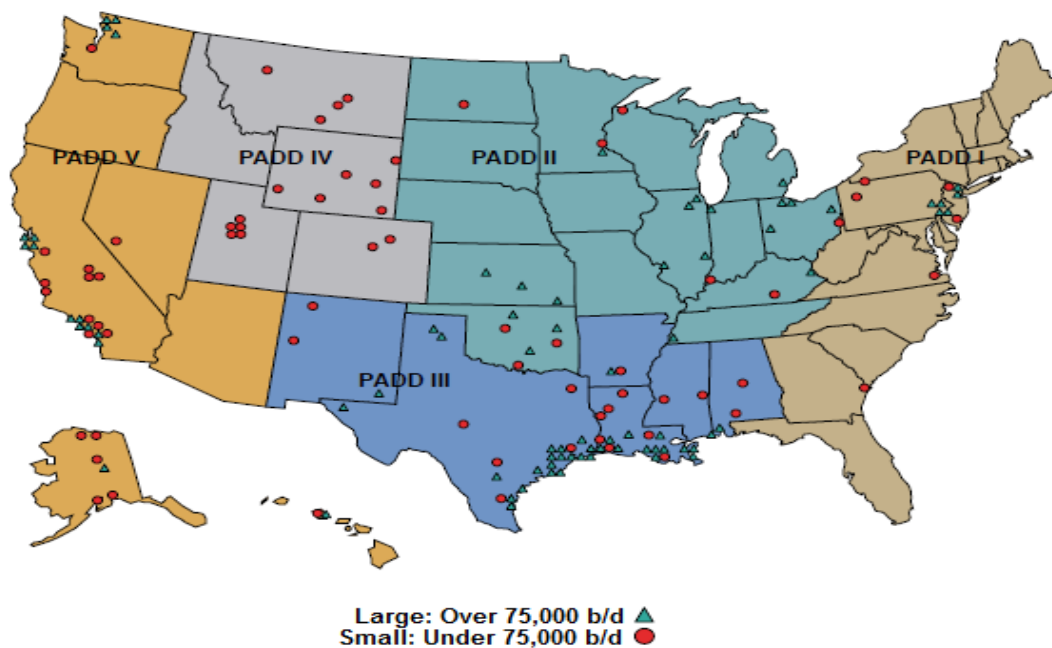 PADD V
PADD IV
PADD II
PADD I
PADD III
Large: Over 75,000 b/d
Small: Under 75,000 b/d